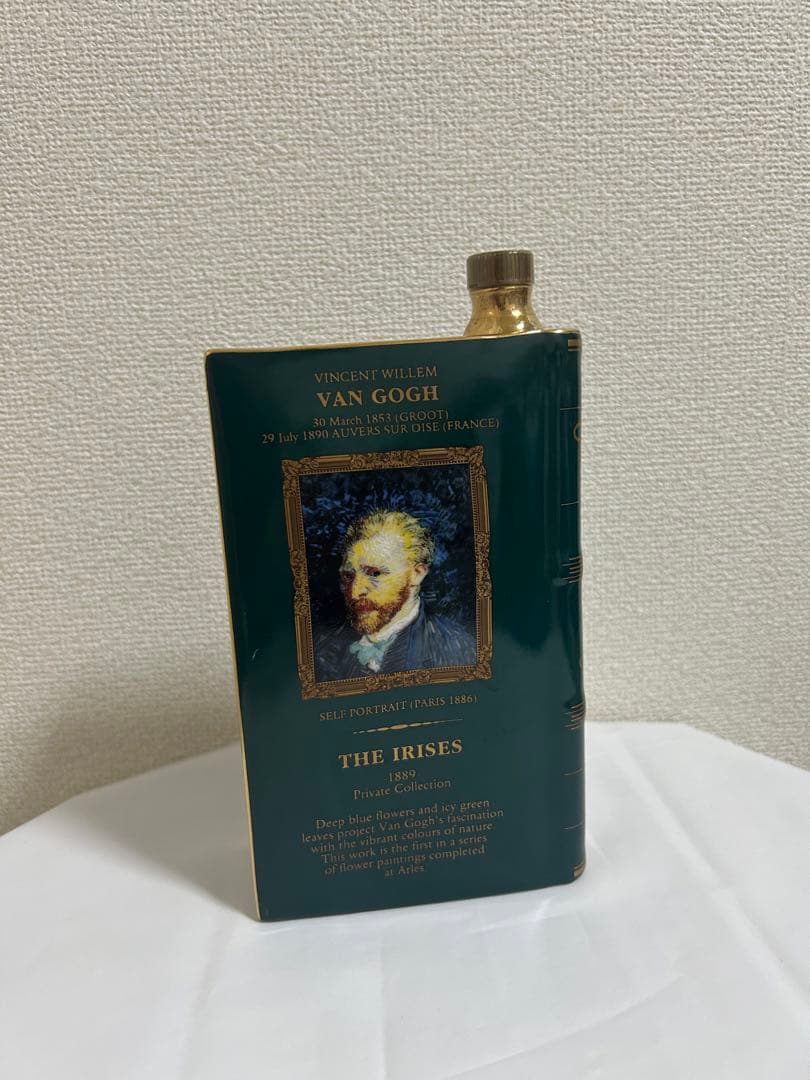 VINCENT WILLEM
VAN GOGH
30 March 1853 (GROOT)
29 July 1890 AUVERS SUR OISE (FRANCE)
SELF PORTRAIT (PARIS 1886)
THE IRISES
1889
Private Collection
Deep blue flowers and icy green
leaves project Van Gogh's fascination
with the vibrant colours of nature.
This work is the first in a series
of flower paintings completed
at Arles.